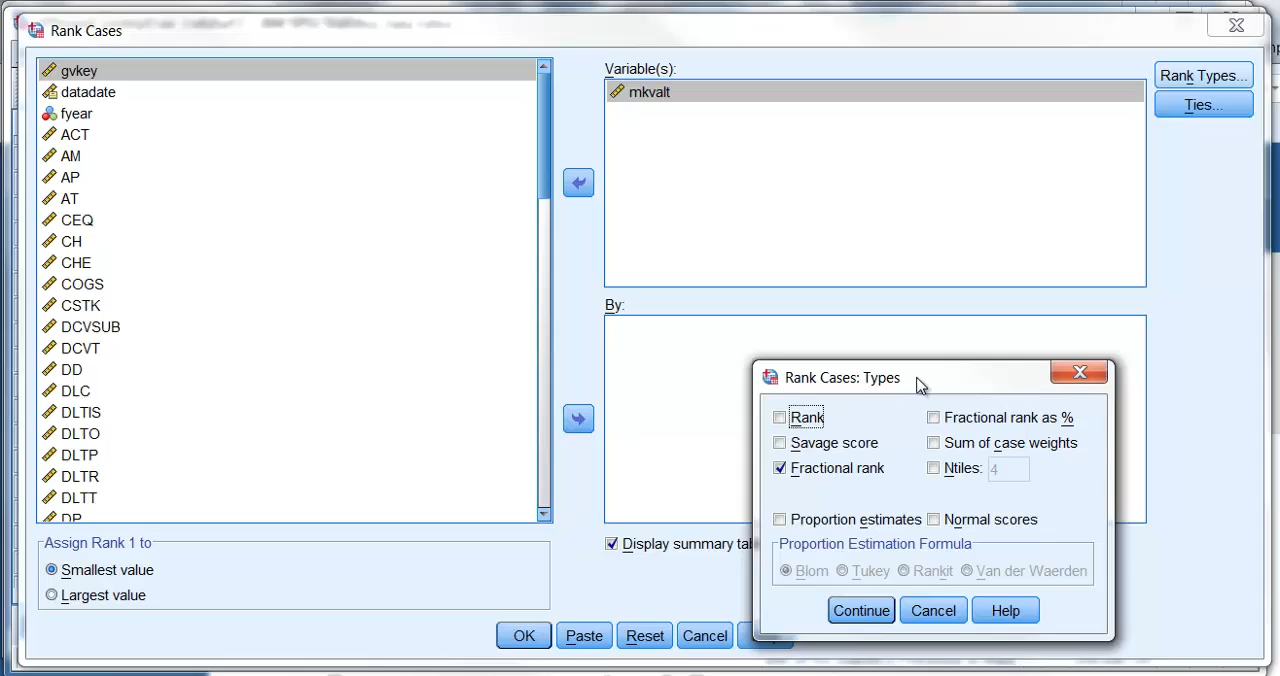 Rank Cases
gvkey
datadate
fyear
ACT
AM
AP
AT
CEQ
CH
CHE
COGS
CSTK
DCVSUB
DCVT
DD
DLC
DLTIS
DLTO
DLTP
DLTR
DLTT
DP
Variable(s):
mkvalt
Rank Types...
Ties...
By:
Assign Rank 1 to
Smallest value
Largest value
Display summary
OK Paste Reset Cancel
Rank Cases: Types
Rank Fractional rank as %
Savage score Sum of case weights
Fractional rank Ntiles: 4
Proportion estimates Normal scores
Proportion Estimation Formula
Blom Tukey Rankit Van der Waerden
Continue Cancel Help